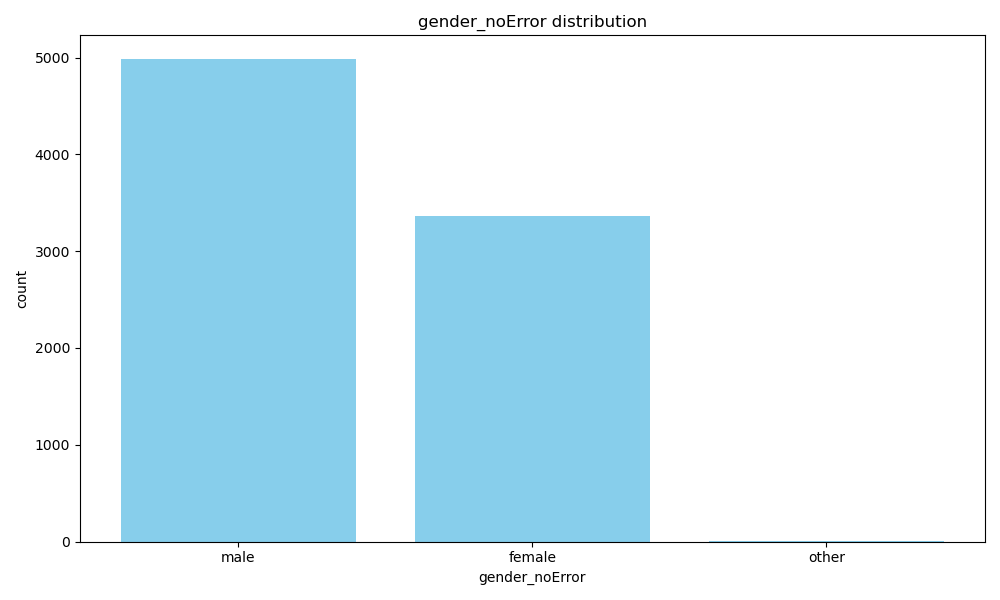 gender_noError distribution
5000
4000
3000
2000
1000
0
count
male
female
other
gender_noError